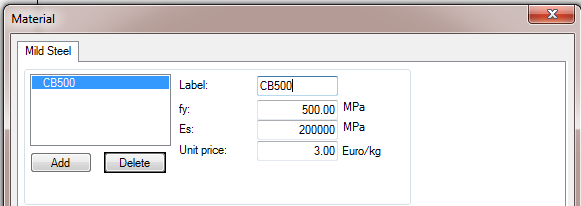 Material
Mild Steel
CB500
Label: CB500
fy: 500.00 MPa
Es: 200000 MPa
Unit price: 3.00 Euro/kg
Add Delete